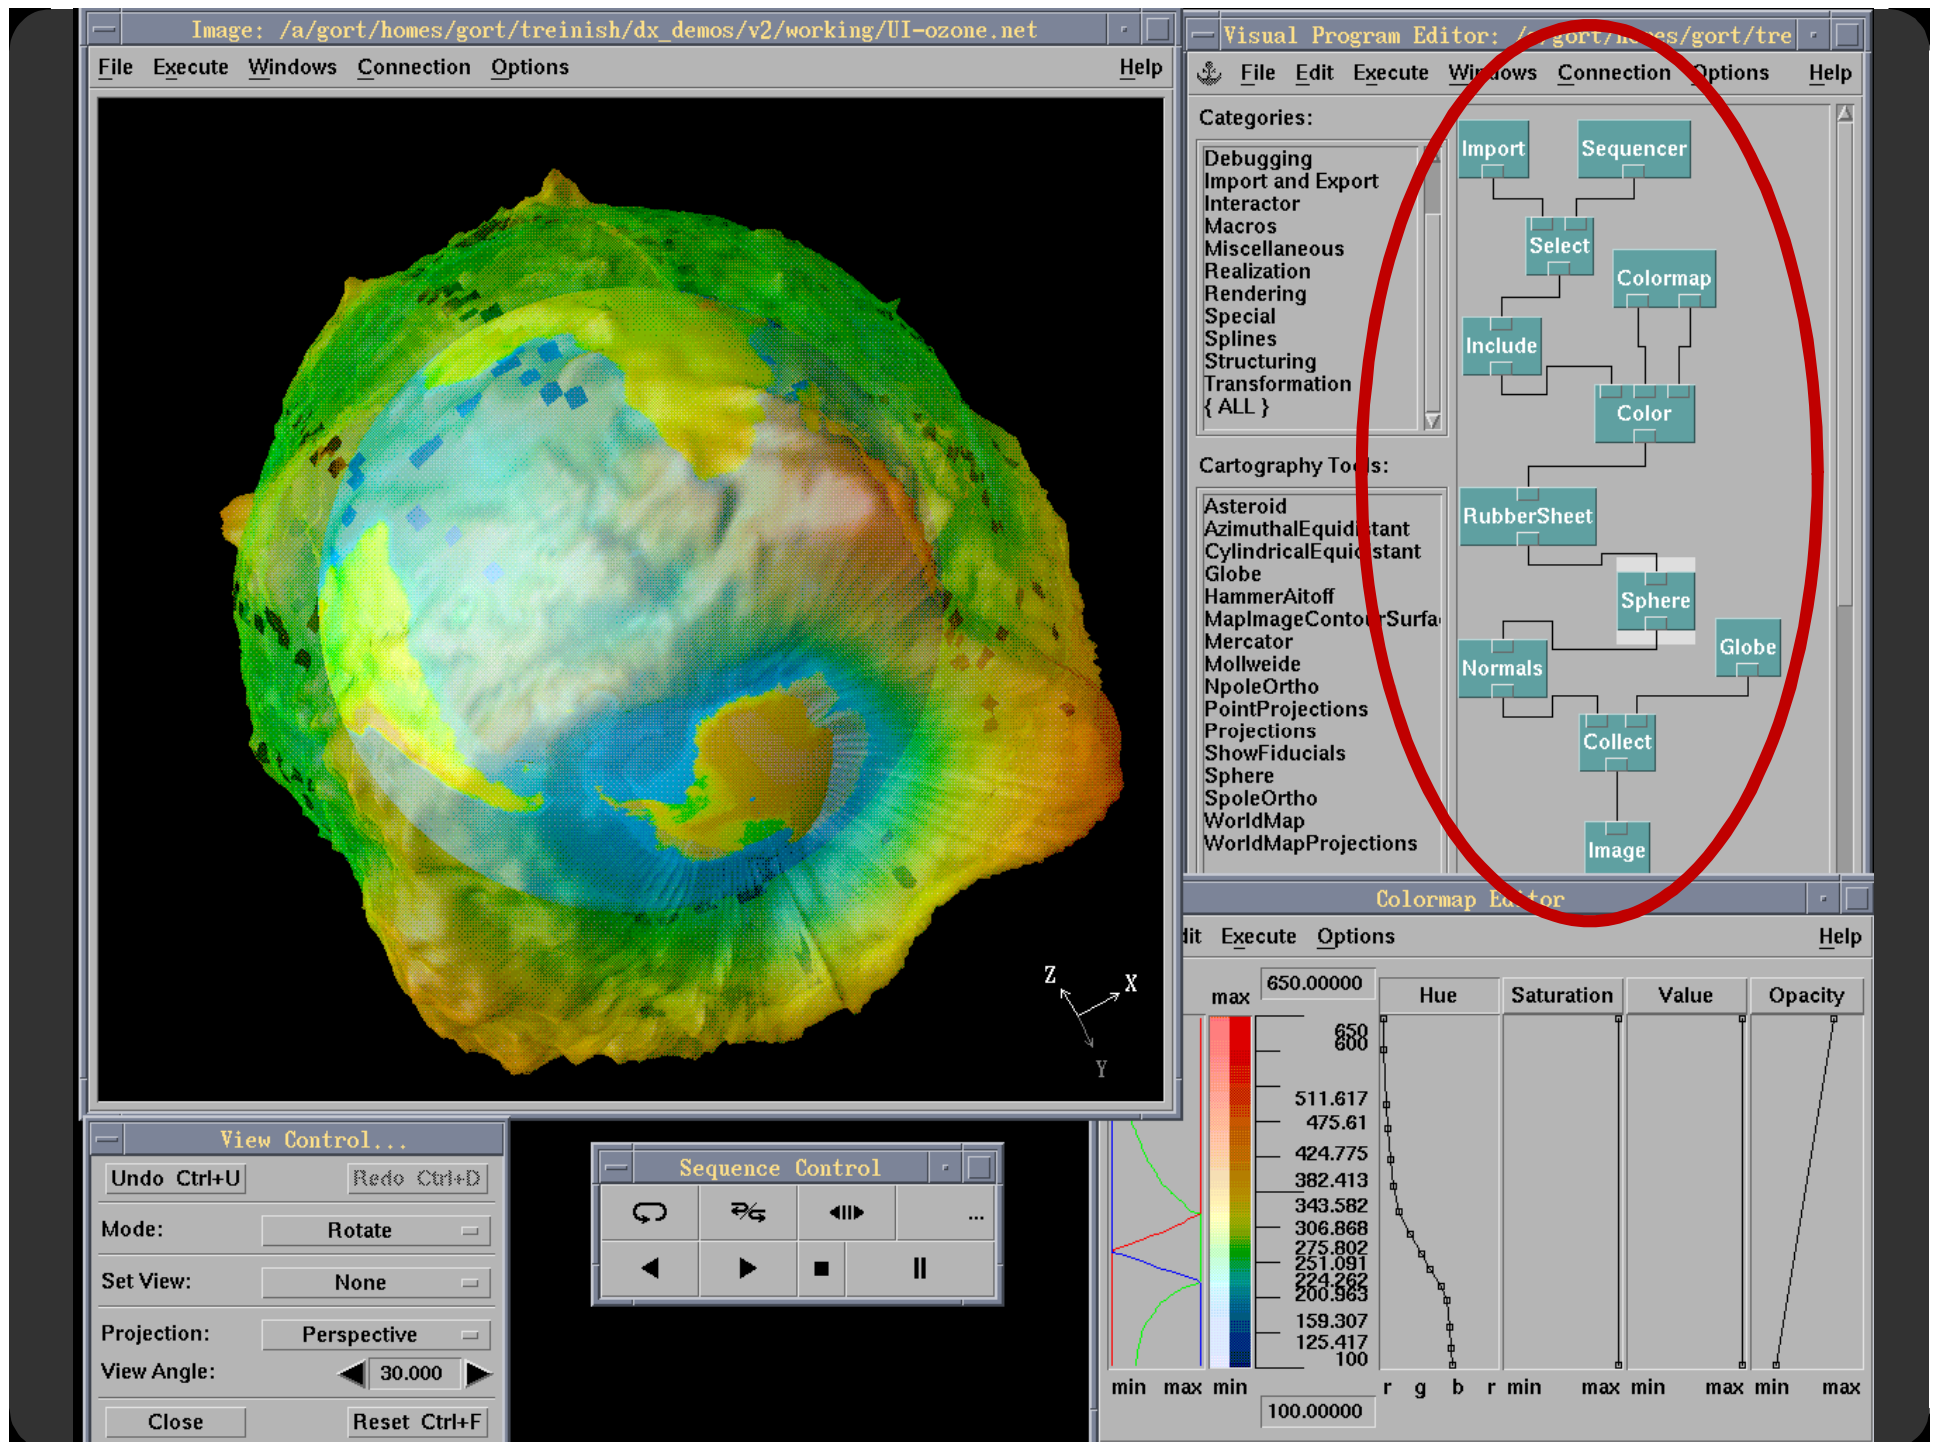 Image: /a/gort/homes/gort/treinish/dx_demos/v2/working/UI-ozone.net
File Execute Windows Connection Options Help
Z
X
Y
Visual Program Editor: /a/gort/homes/gort/tre
File Edit Execute Windows Connection Options Help
Categories:
Debugging
Import and Export
Interactor
Macros
Miscellaneous
Realization
Rendering
Special
Splines
Structuring
Transformation
{ ALL }
Cartography Tools:
Asteroid
AzimuthalEquidistant
CylindricalEquidistant
Globe
HammerAitoff
MapImageContourSurfa
Mercator
Mollweide
NpoleOrtho
PointProjections
Projections
ShowFiducials
Sphere
SpoleOrtho
WorldMap
WorldMapProjections
Import
Sequencer
Select
Colormap
Include
Color
RubberSheet
Sphere
Globe
Normals
Collect
Image
Colormap Editor
dit Execute Options Help
max 650.00000
Hue Saturation Value Opacity
650
600
511.617
475.61
424.775
382.413
343.582
306.868
275.802
251.091
224.262
200.963
159.307
125.417
100
min max min r g b r min max min max min max
100.00000
View Control...
Undo Ctrl+U Redo Ctrl+D
Mode: Rotate
Set View: None
Projection: Perspective
View Angle: 30.000
Close Reset Ctrl+F
Sequence Control
...